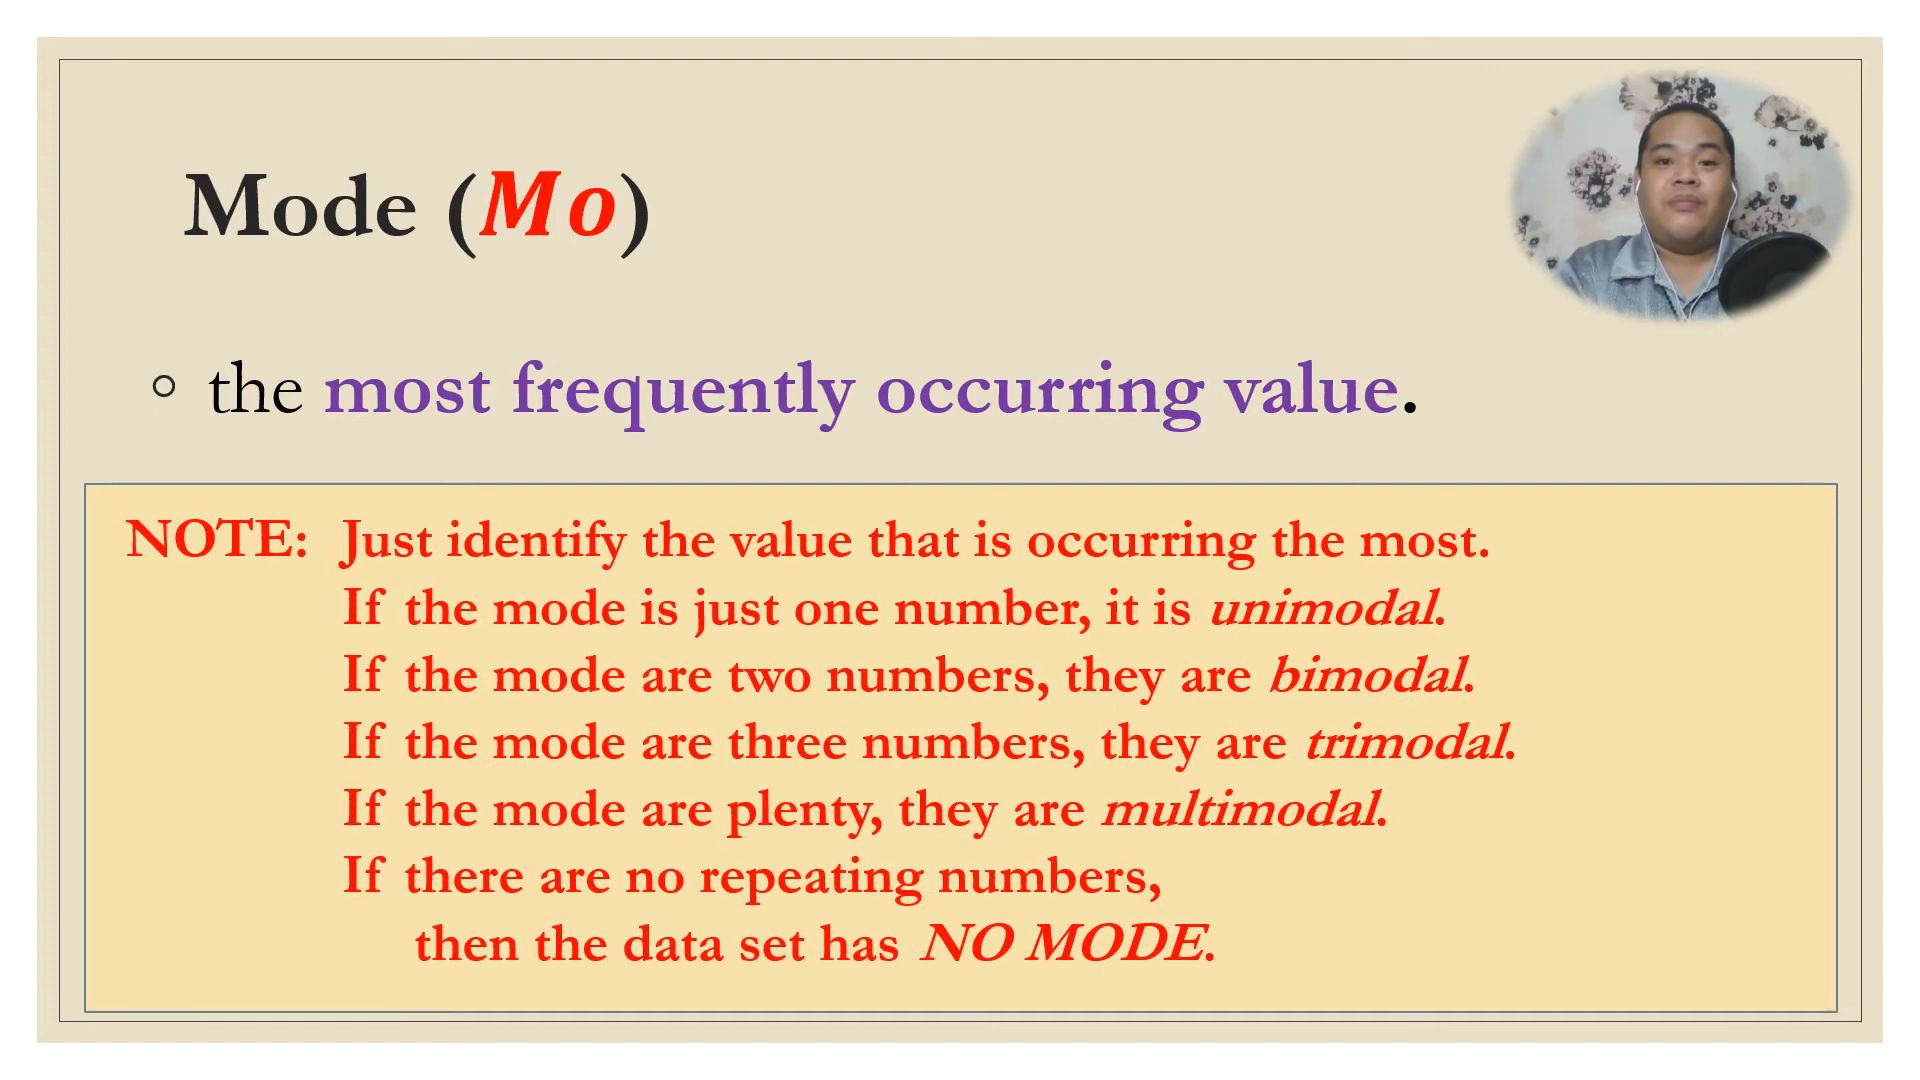 Mode (Mo)
◦ the most frequently occurring value.
NOTE: Just identify the value that is occurring the most.
If the mode is just one number, it is unimodal.
If the mode are two numbers, they are bimodal.
If the mode are three numbers, they are trimodal.
If the mode are plenty, they are multimodal.
If there are no repeating numbers,
then the data set has NO MODE.